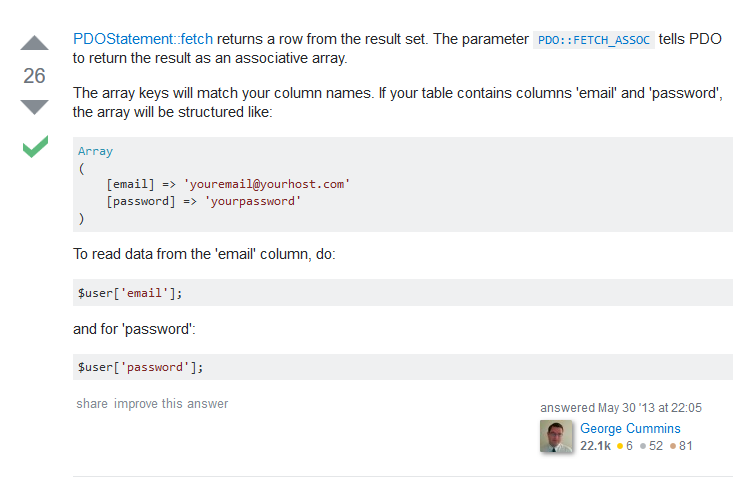 PDOStatement::fetch returns a row from the result set. The parameter PDO::FETCH_ASSOC tells PDO
to return the result as an associative array.
26
The array keys will match your column names. If your table contains columns 'email' and 'password',
the array will be structured like:
Array
(
    [email] => 'youremail@yourhost.com'
    [password] => 'yourpassword'
)
To read data from the 'email' column, do:
$user['email'];
and for 'password':
$user['password'];
share improve this answer
answered May 30 '13 at 22:05
George Cummins
22.1k ●6 ●52 ●81